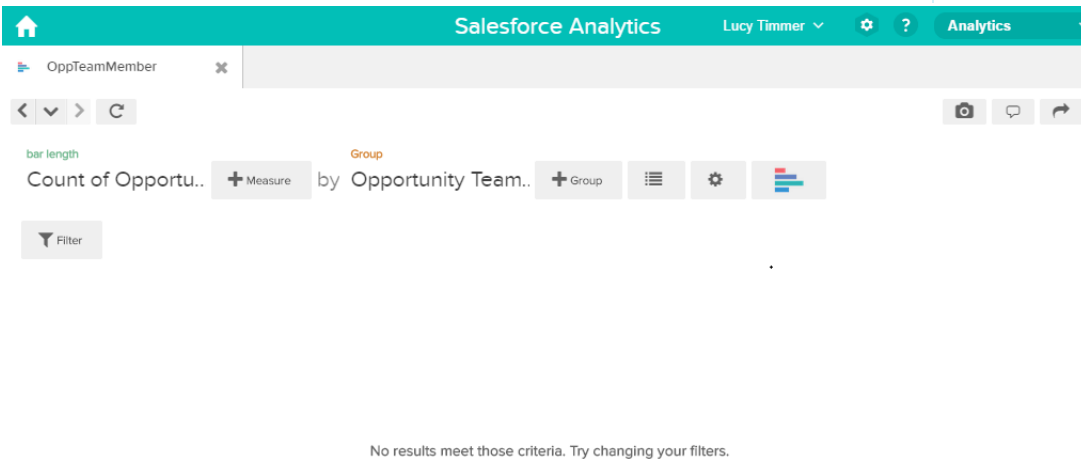 Salesforce Analytics Lucy Timmer ? Analytics
OppTeamMember
bar length Group
Count of Opportu.. + Measure by Opportunity Team.. + Group
Filter
No results meet those criteria. Try changing your filters.